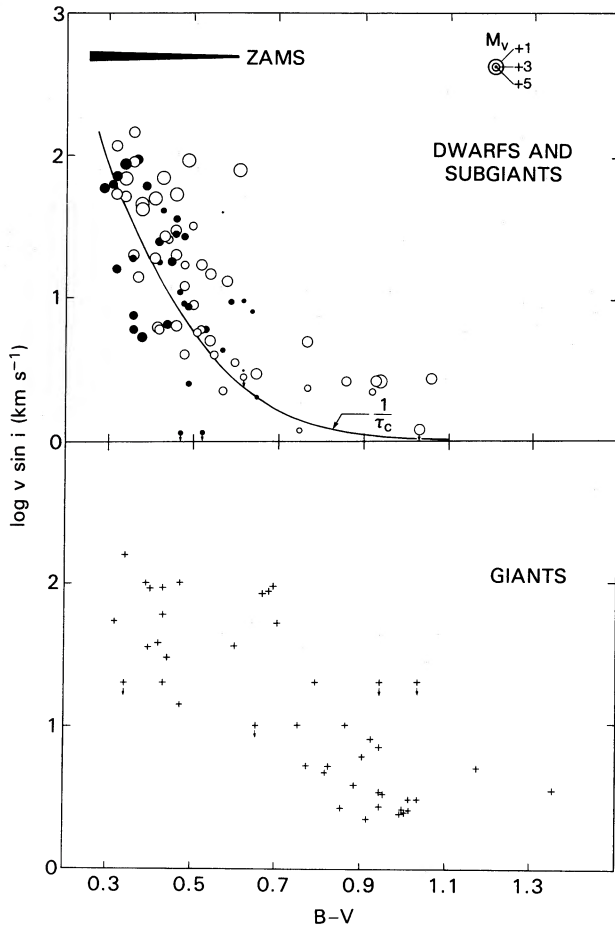 3
ZAMS
M_v
+1
+3
+5
DWARFS AND
SUBGIANTS
2
1
1
τ_c
0
log v sin i (km s⁻¹)
GIANTS
2
1
0
0.3 0.5 0.7 0.9 1.1 1.3
B–V